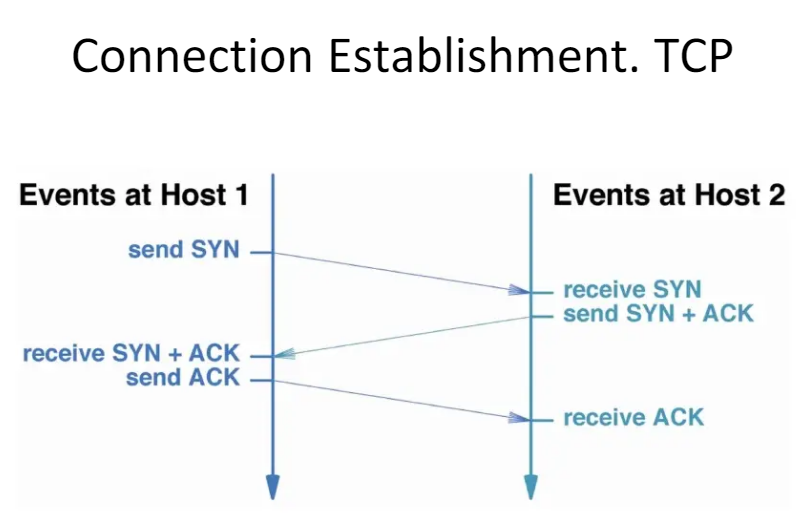 Connection Establishment. TCP
Events at Host 1
Events at Host 2
send SYN
receive SYN
send SYN + ACK
receive SYN + ACK
send ACK
receive ACK